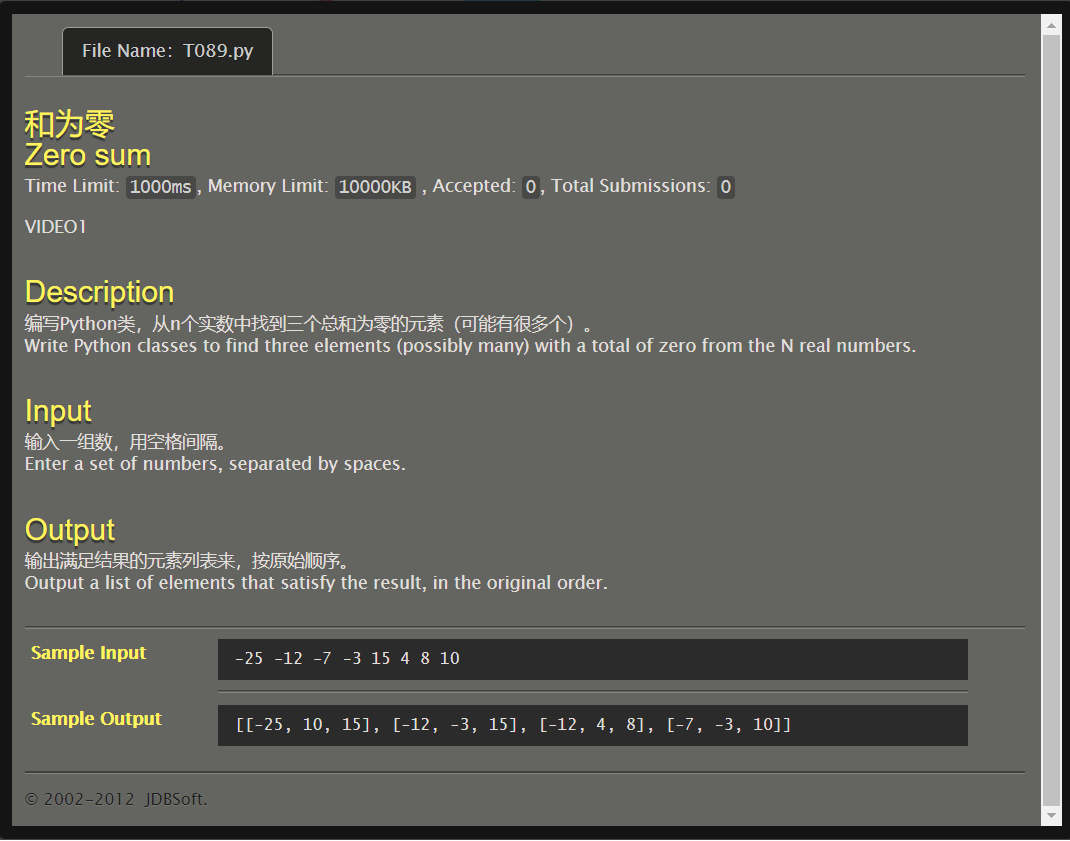 File Name: T089.py
和为零
Zero sum
Time Limit: 1000ms, Memory Limit: 10000KB , Accepted: 0, Total Submissions: 0
VIDEO1
Description
编写Python类，从n个实数中找到三个总和为零的元素（可能有很多个）。
Write Python classes to find three elements (possibly many) with a total of zero from the N real numbers.
Input
输入一组数，用空格间隔。
Enter a set of numbers, separated by spaces.
Output
输出满足结果的元素列表来，按原始顺序。
Output a list of elements that satisfy the result, in the original order.
Sample Input
-25 -12 -7 -3 15 4 8 10
Sample Output
[[-25, 10, 15], [-12, -3, 15], [-12, 4, 8], [-7, -3, 10]]
© 2002-2012 JDBSoft.